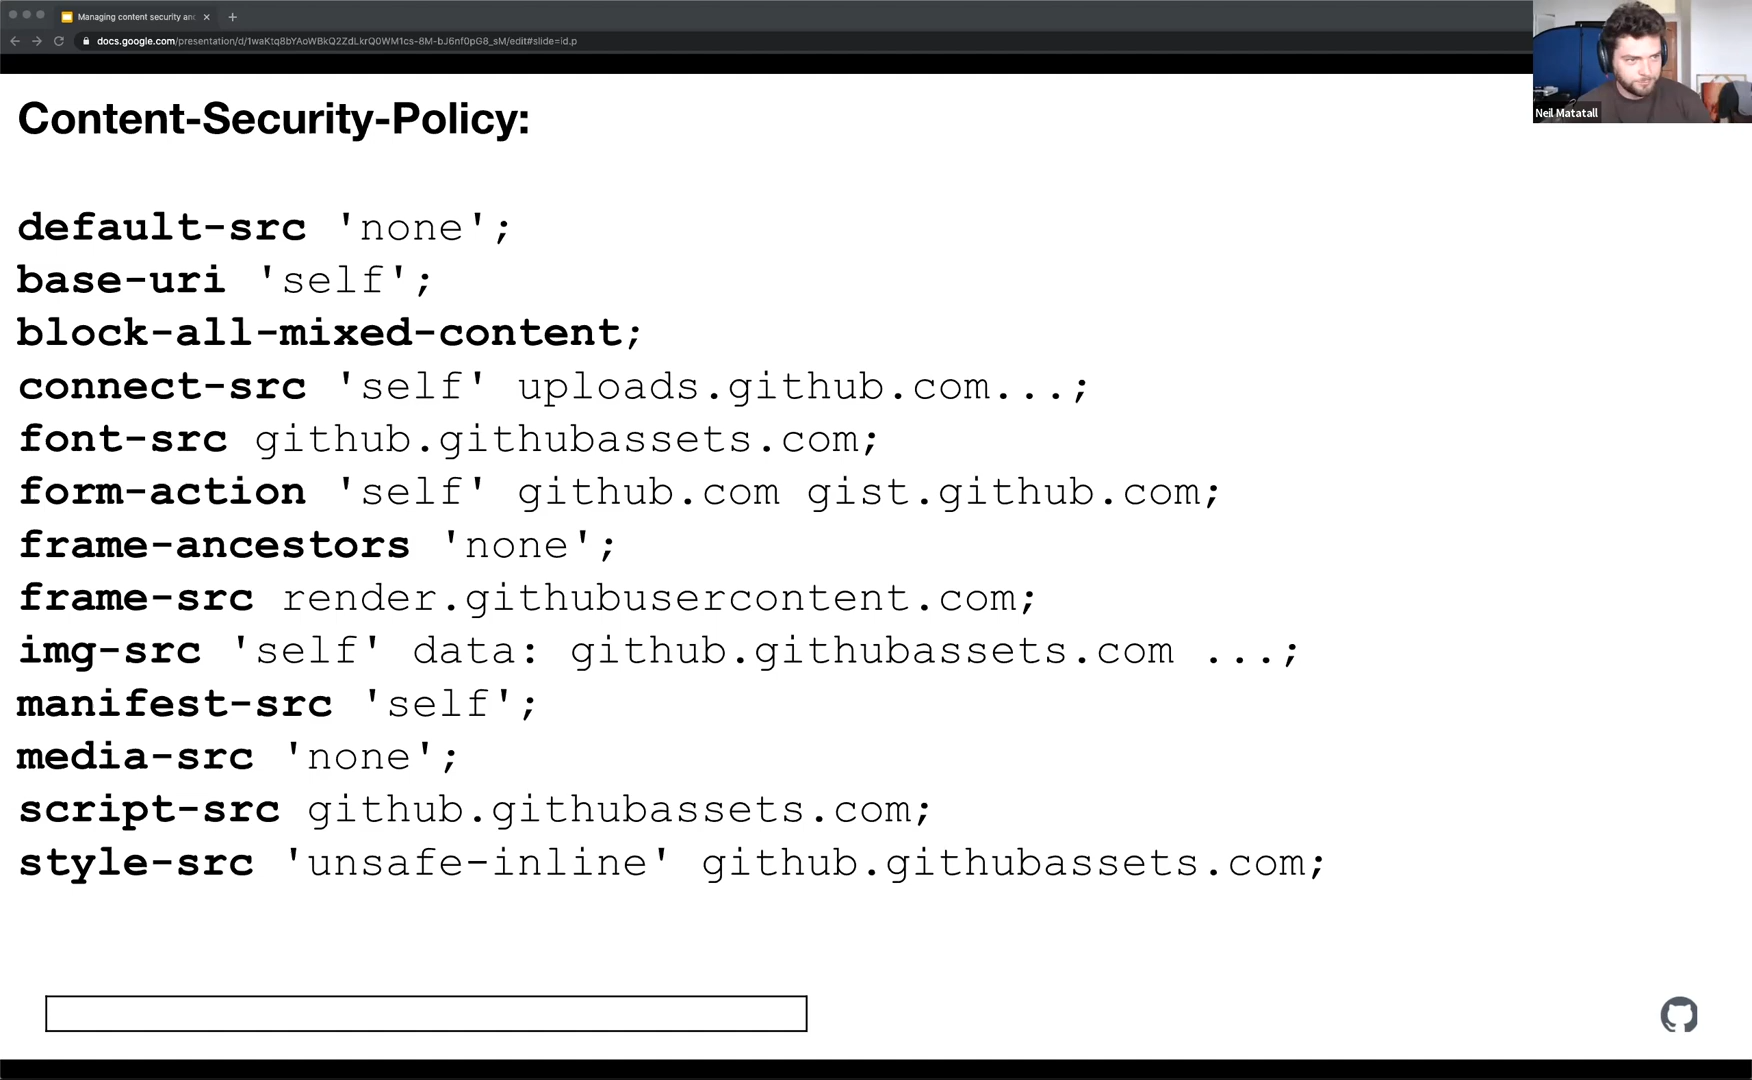 Managing content security an
docs.google.com/presentation/d/1waKtq8bYAoWBkQ2ZdLkrQ0WM1cs-8M-bJ6nf0pG8_sM/edit#slide=id.p
Neil Matatall
Content-Security-Policy:
default-src 'none';
base-uri 'self';
block-all-mixed-content;
connect-src 'self' uploads.github.com...;
font-src github.githubassets.com;
form-action 'self' github.com gist.github.com;
frame-ancestors 'none';
frame-src render.githubusercontent.com;
img-src 'self' data: github.githubassets.com ...;
manifest-src 'self';
media-src 'none';
script-src github.githubassets.com;
style-src 'unsafe-inline' github.githubassets.com;